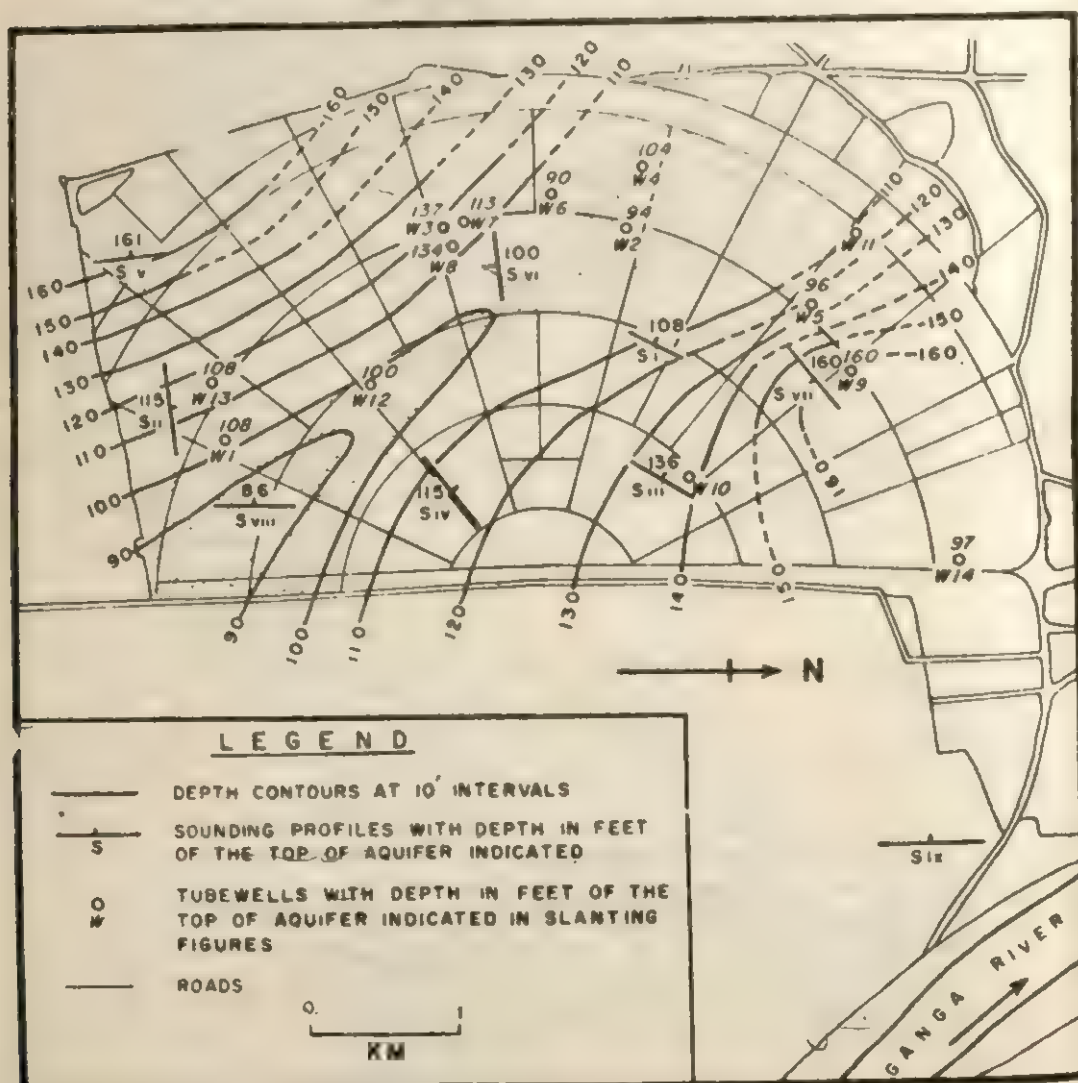 160
150
140
130
120
110
104
W4
90
W6
94
W2
137
W3
113
W7
134
W8
100
S VI
110
120
130
W11
140
96
W5
150
160
160
160
W9
S VII
160
161
S V
160
150
140
130
120
110
100
90
108
W13
115
S II
108
W1
100
W12
108
S I
86
S VIII
115
S IV
136
S III
W10
97
W14
90
100
110
120
130
140
150
N
LEGEND
DEPTH CONTOURS AT 10' INTERVALS
S
SOUNDING PROFILES WITH DEPTH IN FEET
OF THE TOP OF AQUIFER INDICATED
W
TUBEWELLS WITH DEPTH IN FEET OF THE
TOP OF AQUIFER INDICATED IN SLANTING
FIGURES
ROADS
0 1
KM
S IX
GANGA RIVER